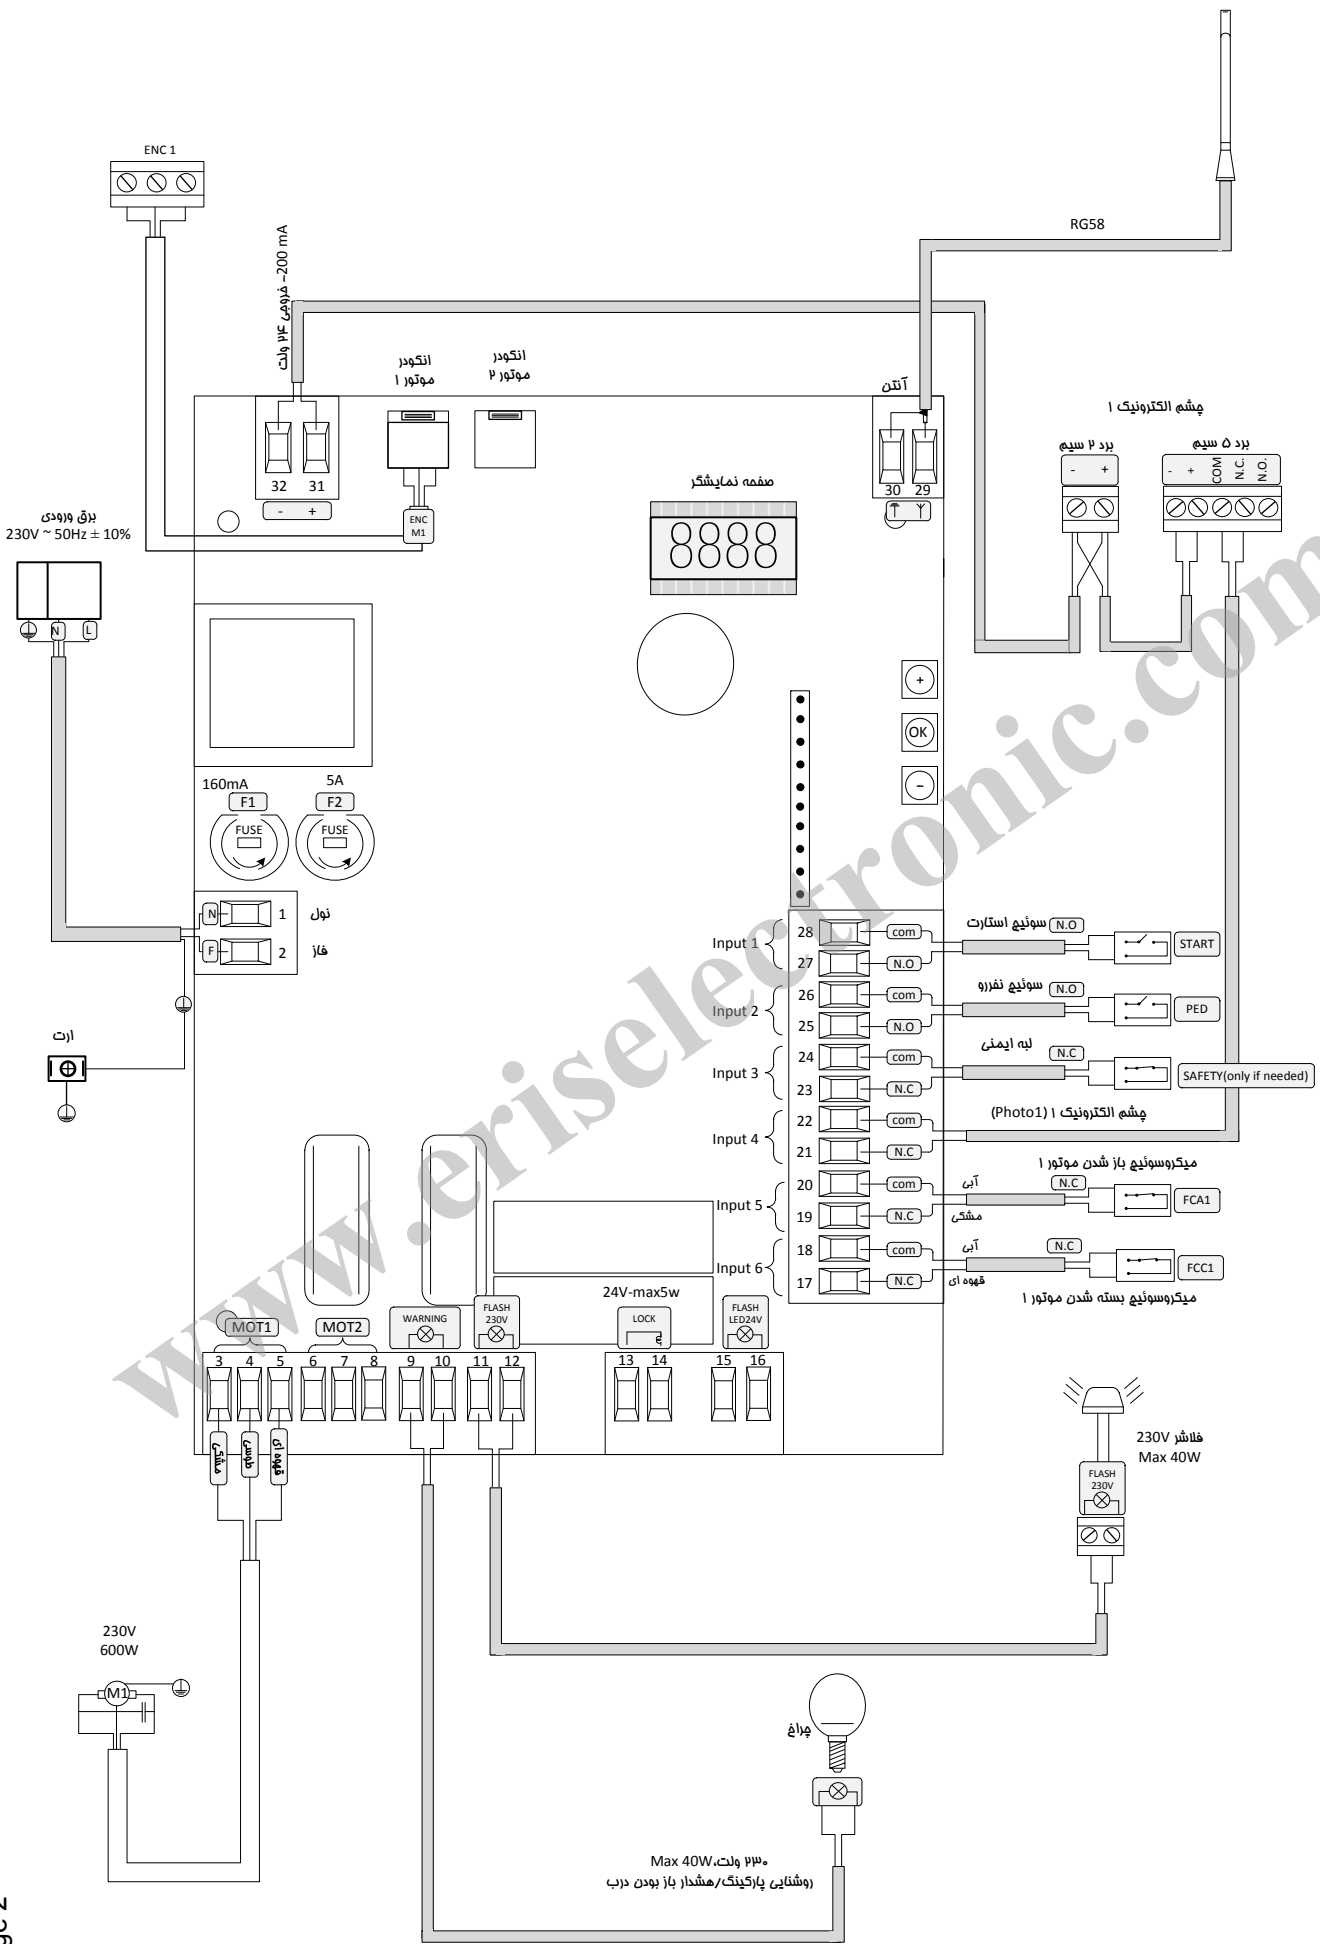 ENC 1
RG58
خروجی ۲۴ ولت -200 mA
انکودر
موتور ۱
انکودر
موتور ۲
آنتن
چشم الکترونیک ۱
برد ۲ سیم
برد ۵ سیم
- +
- + COM N.C. N.O.
32 31
- +
ENC
M1
30 29
صفحه نمایشگر
8888
برق ورودی
230V ~ 50Hz ± 10%
N L
+
OK
-
160mA
5A
F1
F2
FUSE
FUSE
N 1 نول
F 2 فاز
ارت
Input 1
28 com
27 N.O
سوئیچ استارت N.O
START
Input 2
26 com
25 N.O
سوئیچ نفررو N.O
PED
Input 3
24 com
23 N.C
لبه ایمنی N.C
SAFETY(only if needed)
Input 4
22 com
21 N.C
چشم الکترونیک ۱ (Photo1)
میکروسوئیچ باز شدن موتور ۱
Input 5
20 com آبی
19 N.C مشکی
N.C
FCA1
Input 6
18 com آبی
17 N.C قهوه ای
N.C
FCC1
میکروسوئیچ بسته شدن موتور ۱
MOT1
MOT2
WARNING
FLASH
230V
24V-max5w
LOCK
FLASH
LED24V
3 4 5 6 7 8 9 10 11 12 13 14 15 16
مشکی
طوسی
قهوه ای
فلاشر 230V
Max 40W
FLASH
230V
230V
600W
M1
چراغ
۲۳۰ ولت،Max 40W
روشنایی پارکینگ/هشدار باز بودن درب
www.eriselectronic.com